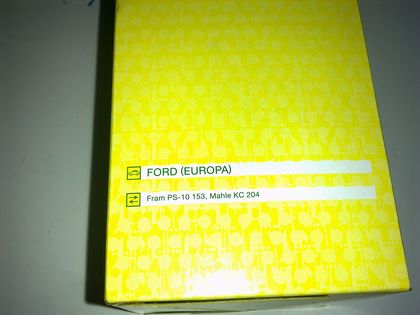 FORD (EUROPA)
Fram PS-10 153, Mahle KC 204